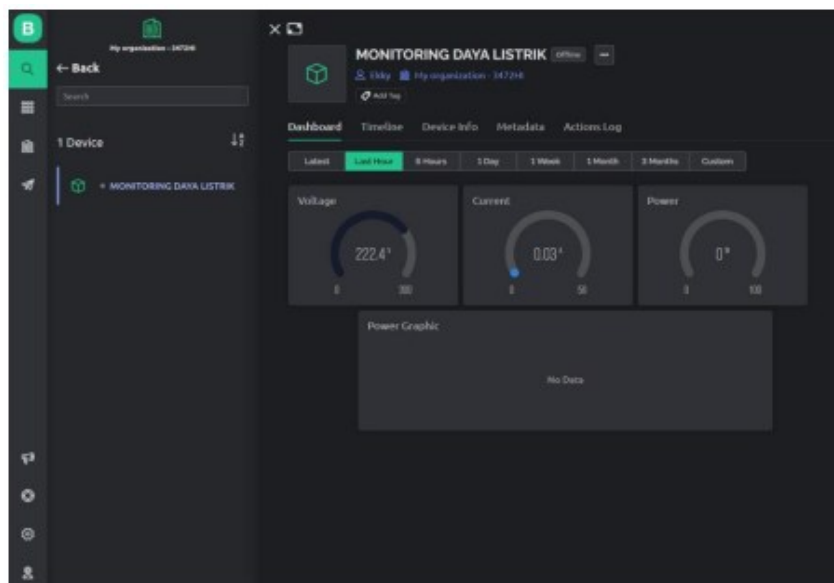 B
My organization - 3472HI
← Back
Search
1 Device
MONITORING DAYA LISTRIK
MONITORING DAYA LISTRIK Offline
Ekky My organization - 3472HI
Add Tag
Dashboard Timeline Device Info Metadata Actions Log
Latest Last Hour 6 Hours 1 Day 1 Week 1 Month 3 Months Custom
Voltage Current Power
222.4 V 0.03 A 0 W
0 300 0 50 0 100
Power Graphic
No Data